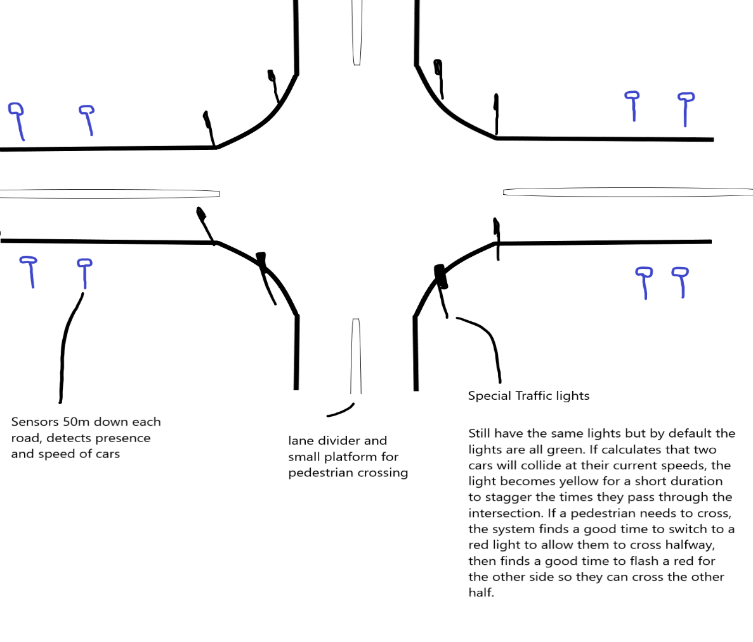 Sensors 50m down each
road, detects presence
and speed of cars
lane divider and
small platform for
pedestrian crossing
Special Traffic lights
Still have the same lights but by default the
lights are all green. If calculates that two
cars will collide at their current speeds, the
light becomes yellow for a short duration
to stagger the times they pass through the
intersection. If a pedestrian needs to cross,
the system finds a good time to switch to a
red light to allow them to cross halfway,
then finds a good time to flash a red for
the other side so they can cross the other
half.